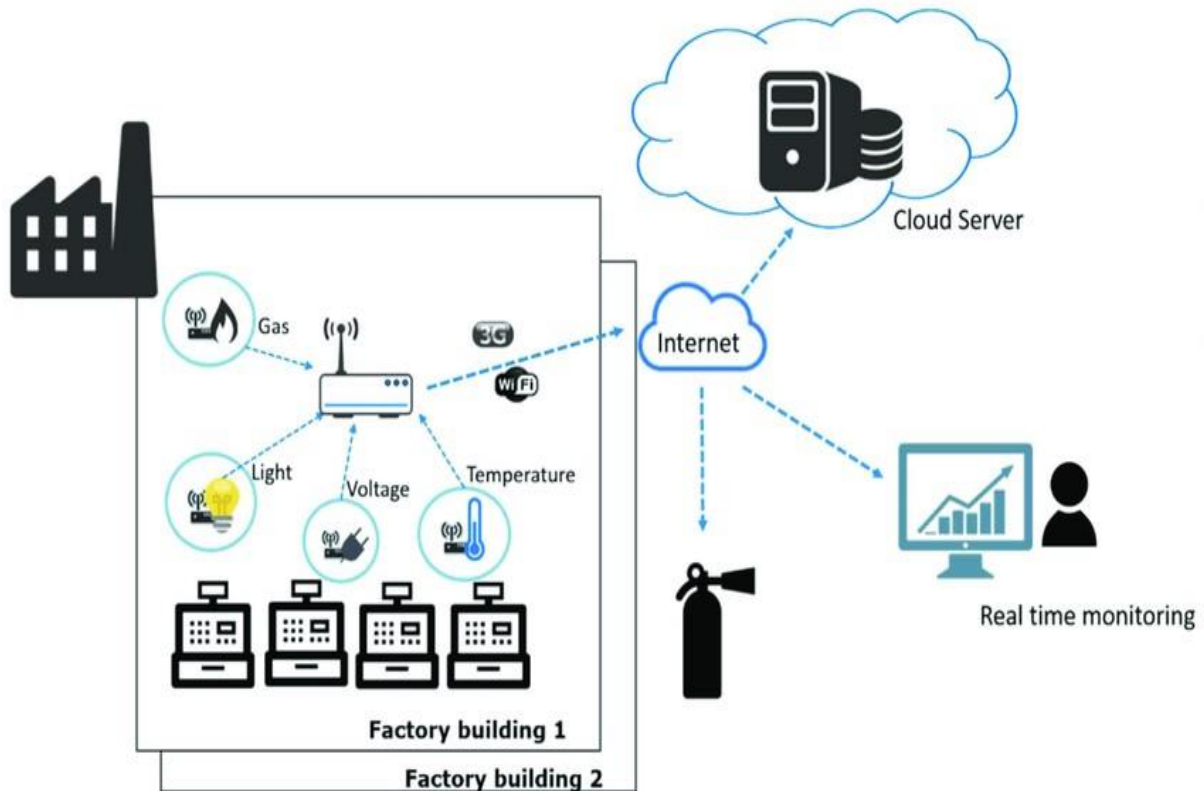 Cloud Server
Gas
3G
Internet
WiFi
Light
Voltage
Temperature
Real time monitoring
Factory building 1
Factory building 2